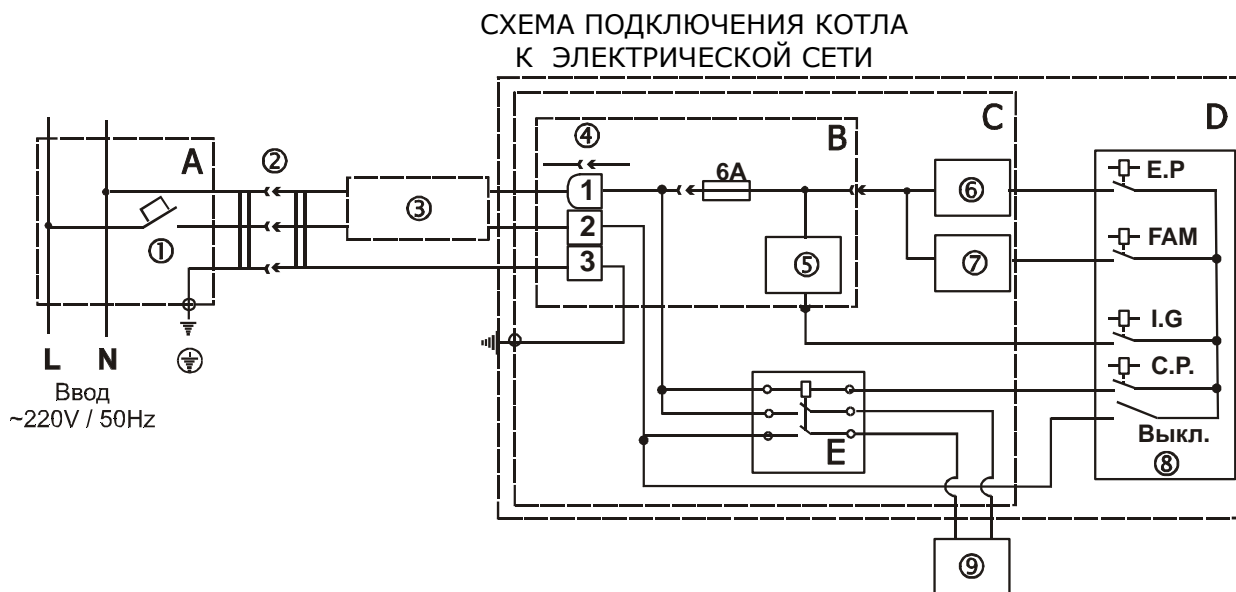 СХЕМА ПОДКЛЮЧЕНИЯ КОТЛА
К ЭЛЕКТРИЧЕСКОЙ СЕТИ
A
②
④
B
C
D
③
①
1
2
3
6A
⑤
⑥
⑦
E.P
FAM
I.G
C.P.
Выкл.
⑧
E
⑨
L N
Ввод
~220V / 50Hz